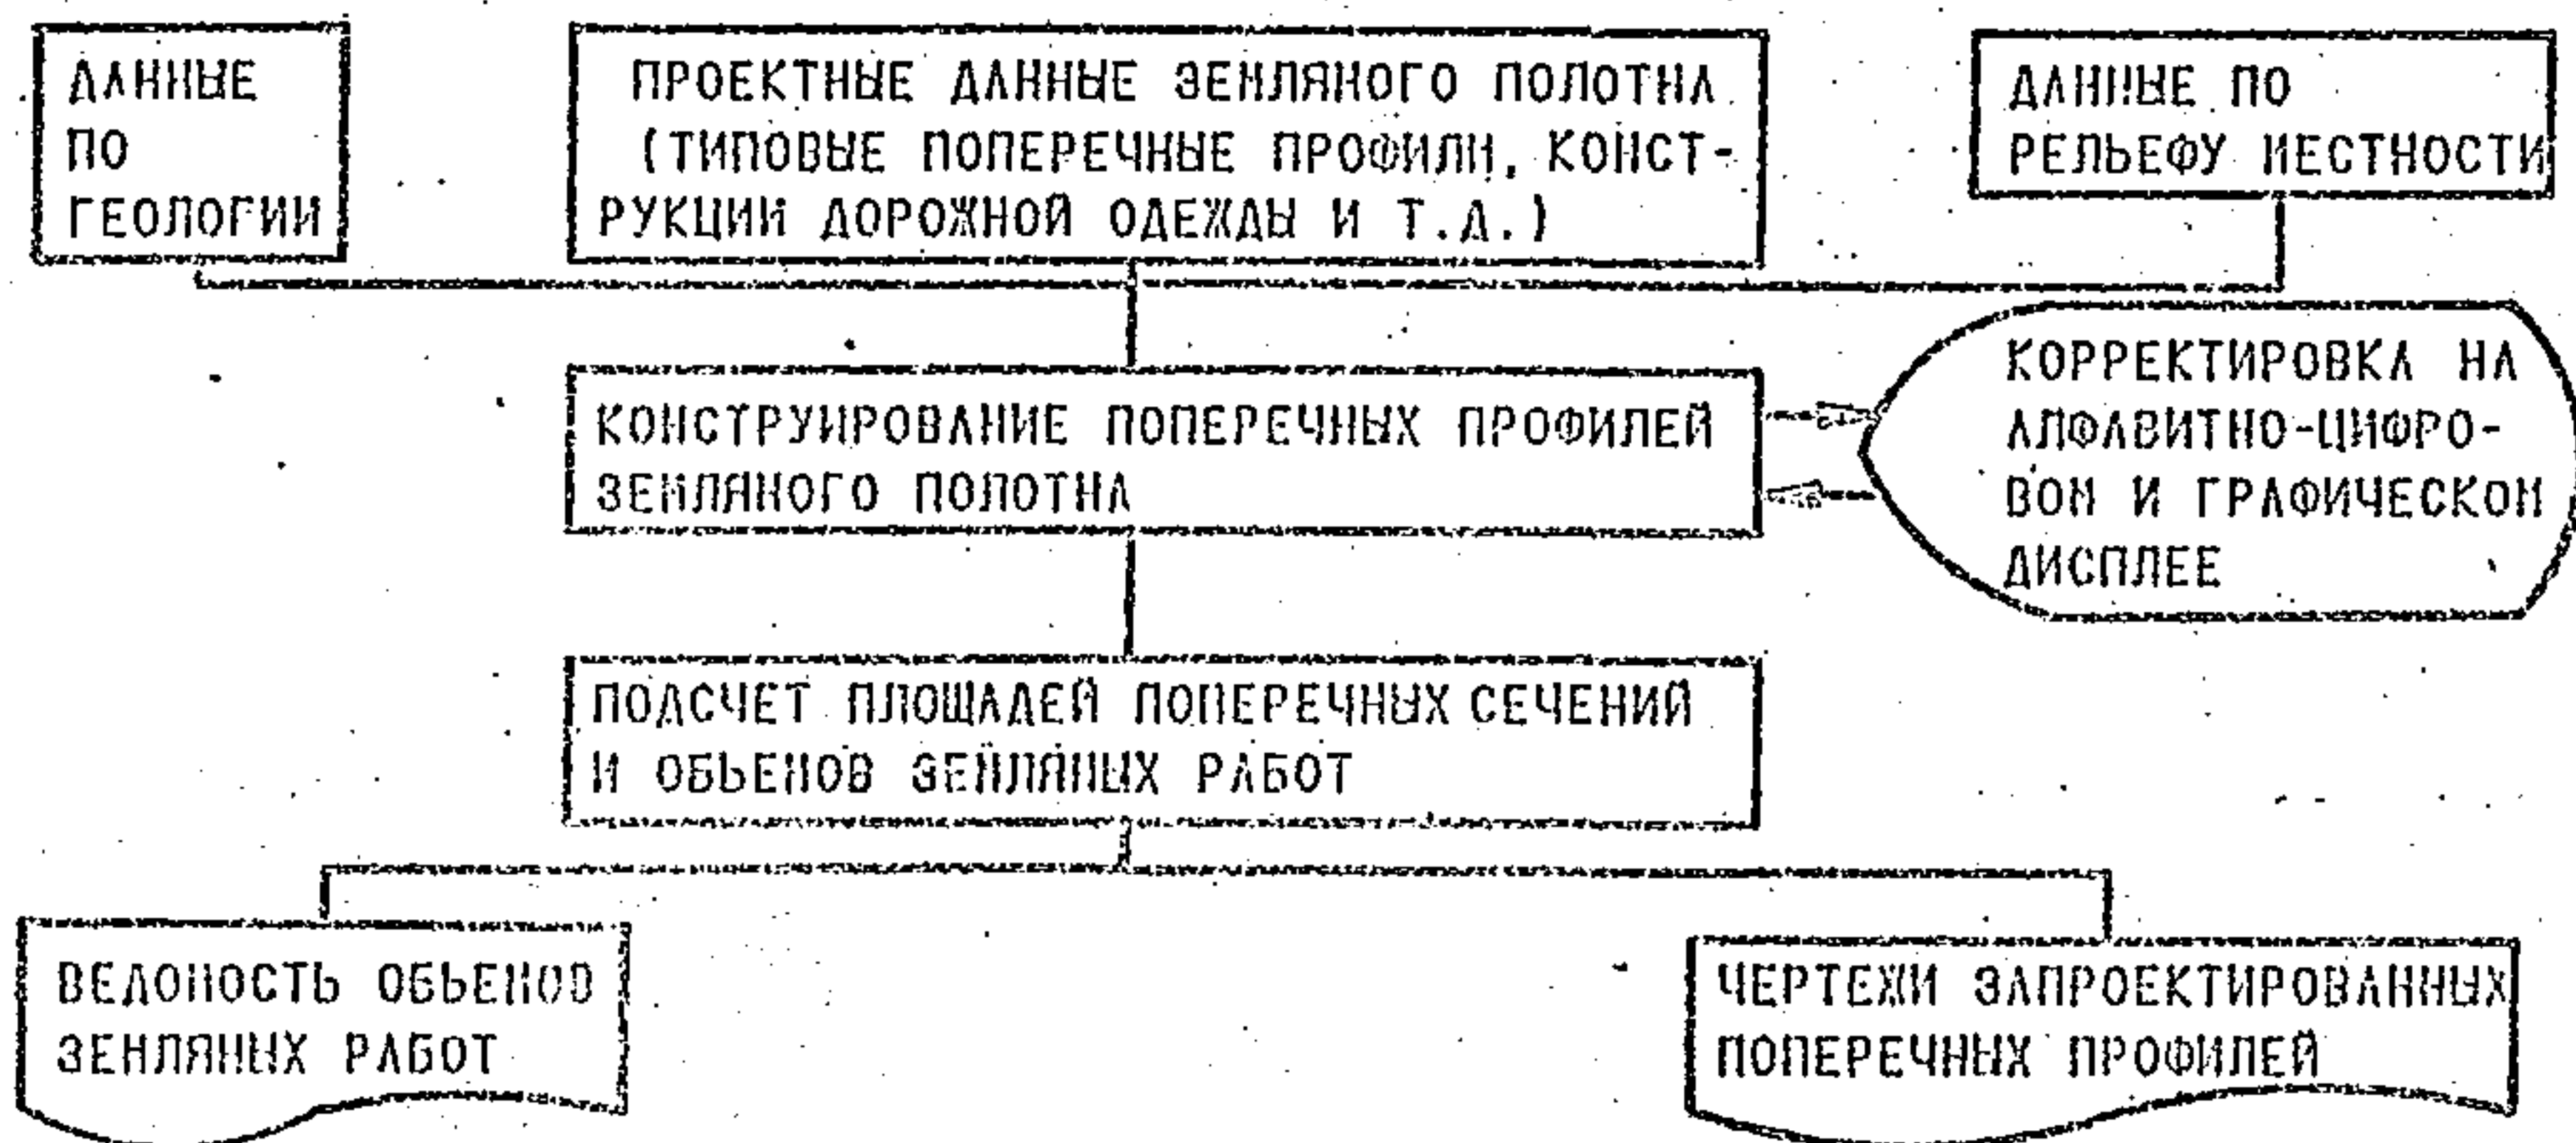 ДАННЫЕ
ПО
ГЕОЛОГИИ
ПРОЕКТНЫЕ ДАННЫЕ ЗЕМЛЯНОГО ПОЛОТНА
(ТИПОВЫЕ ПОПЕРЕЧНЫЕ ПРОФИЛИ, КОНСТ-
РУКЦИИ ДОРОЖНОЙ ОДЕЖДЫ И Т.Д.)
ДАННЫЕ ПО
РЕЛЬЕФУ МЕСТНОСТИ
КОНСТРУИРОВАНИЕ ПОПЕРЕЧНЫХ ПРОФИЛЕЙ
ЗЕМЛЯНОГО ПОЛОТНА
КОРРЕКТИРОВКА НА
АЛФАВИТНО-ЦИФРО-
ВОМ И ГРАФИЧЕСКОМ
ДИСПЛЕЕ
ПОДСЧЕТ ПЛОЩАДЕЙ ПОПЕРЕЧНЫХ СЕЧЕНИЙ
И ОБЬЕМОВ ЗЕМЛЯНЫХ РАБОТ
ВЕДОМОСТЬ ОБЬЕМОВ
ЗЕМЛЯНЫХ РАБОТ
ЧЕРТЕЖИ ЗАПРОЕКТИРОВАННЫХ
ПОПЕРЕЧНЫХ ПРОФИЛЕЙ